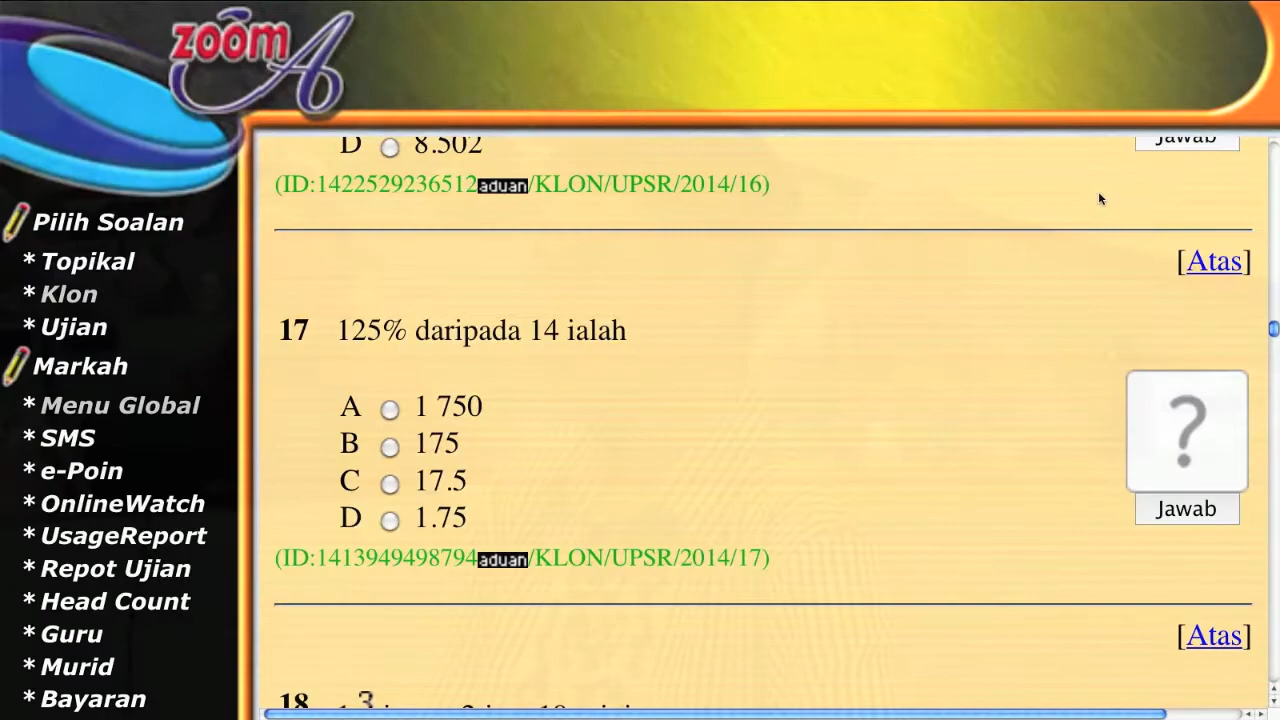 zoom A
Pilih Soalan
* Topikal
* Klon
* Ujian
Markah
* Menu Global
* SMS
* e-Poin
* OnlineWatch
* UsageReport
* Repot Ujian
* Head Count
* Guru
* Murid
* Bayaran
D 8.502
Jawab
(ID:1422529236512aduan/KLON/UPSR/2014/16)
[Atas]
17 125% daripada 14 ialah
A 1 750
B 175
C 17.5
D 1.75
?
Jawab
(ID:1413949498794aduan/KLON/UPSR/2014/17)
[Atas]
18